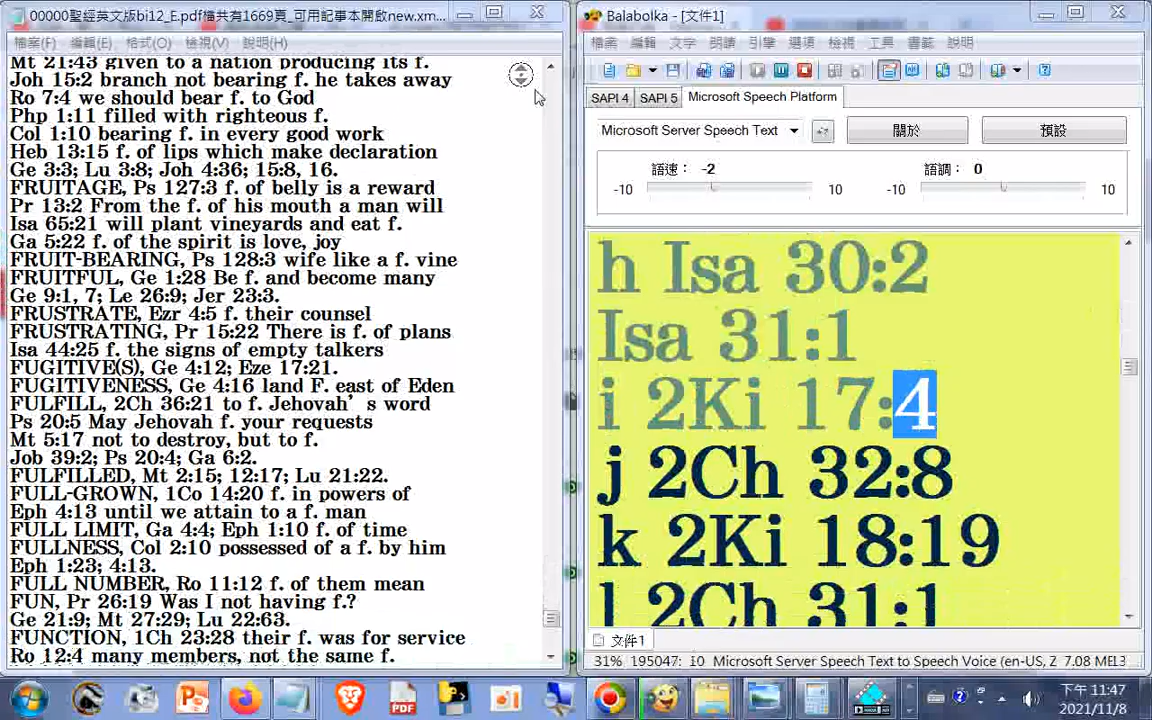 00000聖經英文版bi12_E.pdf檔共有1669頁_可用記事本開啟new.xm...
檔案(F) 編輯(E) 格式(O) 檢視(V) 說明(H)
Mt 21:43 given to a nation producing its f.
Joh 15:2 branch not bearing f. he takes away
Ro 7:4 we should bear f. to God
Php 1:11 filled with righteous f.
Col 1:10 bearing f. in every good work
Heb 13:15 f. of lips which make declaration
Ge 3:3; Lu 3:8; Joh 4:36; 15:8, 16.
FRUITAGE, Ps 127:3 f. of belly is a reward
Pr 13:2 From the f. of his mouth a man will
Isa 65:21 will plant vineyards and eat f.
Ga 5:22 f. of the spirit is love, joy
FRUIT-BEARING, Ps 128:3 wife like a f. vine
FRUITFUL, Ge 1:28 Be f. and become many
Ge 9:1, 7; Le 26:9; Jer 23:3.
FRUSTRATE, Ezr 4:5 f. their counsel
FRUSTRATING, Pr 15:22 There is f. of plans
Isa 44:25 f. the signs of empty talkers
FUGITIVE(S), Ge 4:12; Eze 17:21.
FUGITIVENESS, Ge 4:16 land F. east of Eden
FULFILL, 2Ch 36:21 to f. Jehovah’s word
Ps 20:5 May Jehovah f. your requests
Mt 5:17 not to destroy, but to f.
Job 39:2; Ps 20:4; Ga 6:2.
FULFILLED, Mt 2:15; 12:17; Lu 21:22.
FULL-GROWN, 1Co 14:20 f. in powers of
Eph 4:13 until we attain to a f. man
FULL LIMIT, Ga 4:4; Eph 1:10 f. of time
FULLNESS, Col 2:10 possessed of a f. by him
Eph 1:23; 4:13.
FULL NUMBER, Ro 11:12 f. of them mean
FUN, Pr 26:19 Was I not having f.?
Ge 21:9; Mt 27:29; Lu 22:63.
FUNCTION, 1Ch 23:28 their f. was for service
Ro 12:4 many members, not the same f.
Balabolka - [文件1]
檔案 編輯 文字 朗讀 引擎 選項 檢視 工具 書籤 說明
SAPI 4 SAPI 5 Microsoft Speech Platform
Microsoft Server Speech Text 關於 預設
語速： -2 語調： 0
-10 10 -10 10
h Isa 30:2
Isa 31:1
i 2Ki 17:4
j 2Ch 32:8
k 2Ki 18:19
l 2Ch 31:1
文件1
31% 195047: 10 Microsoft Server Speech Text to Speech Voice (en-US, Z 7.08 ME
下午 11:47
2021/11/8